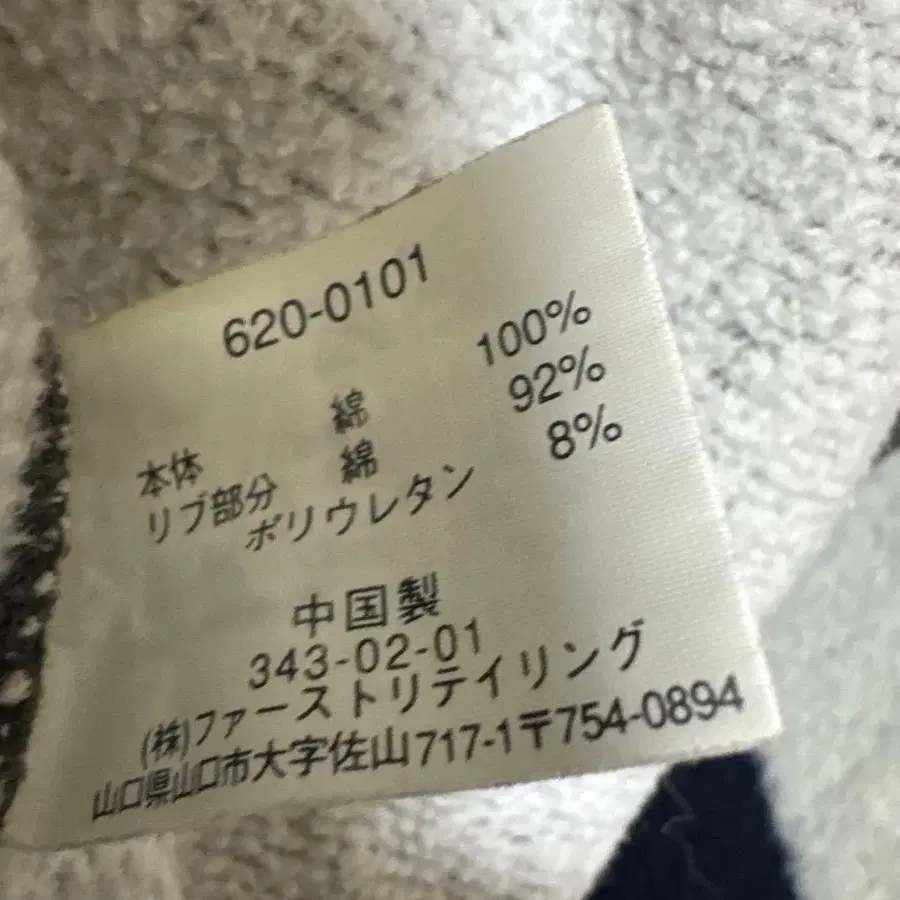 620-0101
本体 綿 100%
リブ部分 綿 92%
ポリウレタン 8%
中国製
343-02-01
(株)ファーストリテイリング
山口県山口市大字佐山717-1〒754-0894